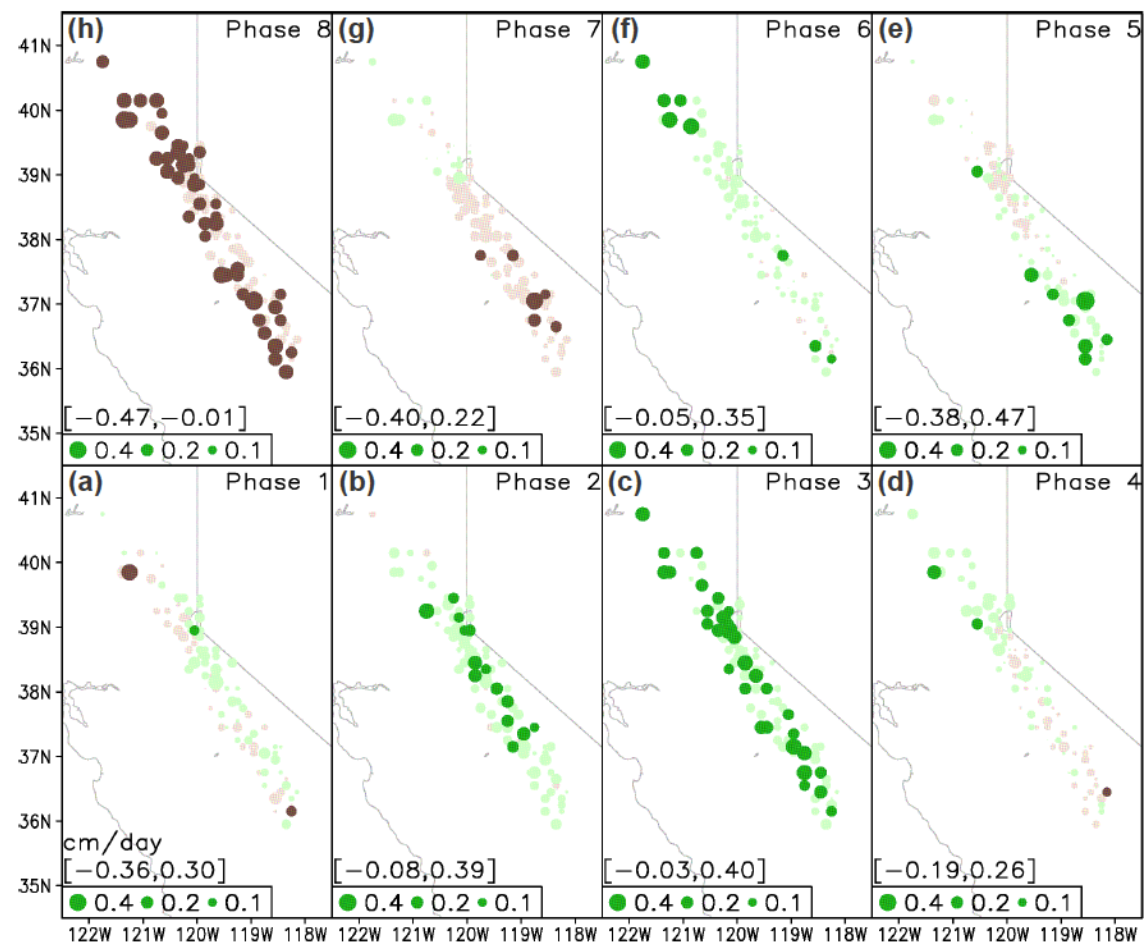 (h) Phase 8 (g) Phase 7 (f) Phase 6 (e) Phase 5
41N
40N
39N
38N
37N
36N
[−0.47,−0.01] [−0.40,0.22] [−0.05,0.35] [−0.38,0.47]
35N
0.4 0.2 0.1 0.4 0.2 0.1 0.4 0.2 0.1 0.4 0.2 0.1
(a) Phase 1 (b) Phase 2 (c) Phase 3 (d) Phase 4
41N
40N
39N
38N
37N
36N
cm/day
[−0.36,0.30] [−0.08,0.39] [−0.03,0.40] [−0.19,0.26]
35N
0.4 0.2 0.1 0.4 0.2 0.1 0.4 0.2 0.1 0.4 0.2 0.1
122W 121W 120W 119W 118W 122W 121W 120W 119W 118W 122W 121W 120W 119W 118W 122W 121W 120W 119W 118W